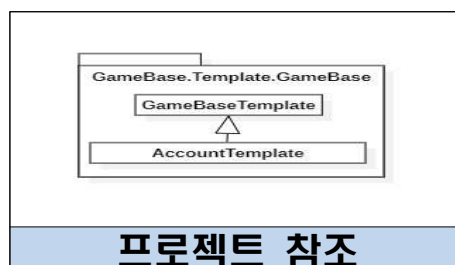 GameBase.Template.GameBase
GameBaseTemplate
AccountTemplate
프로젝트 참조